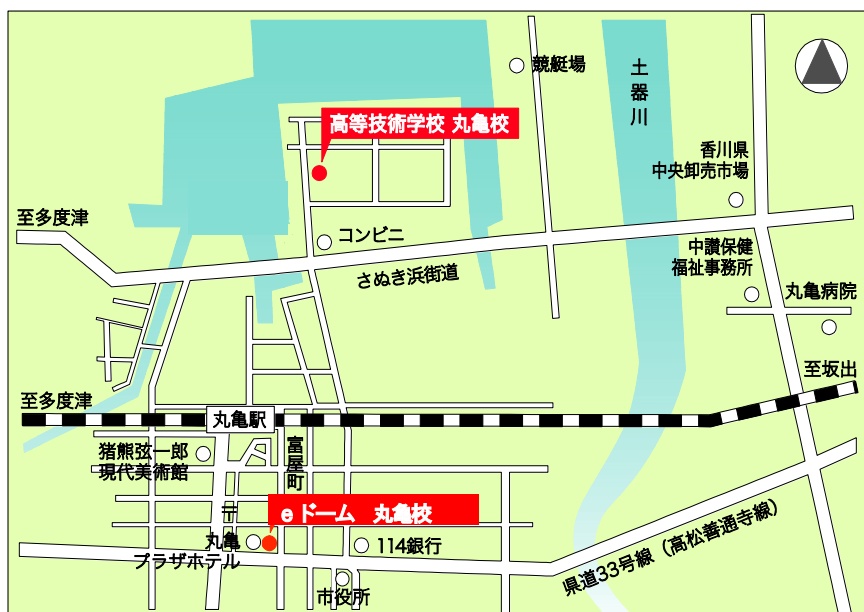 競艇場
土器川
高等技術学校 丸亀校
香川県
中央卸売市場
至多度津
コンビニ
中讃保健
福祉事務所
さぬき浜街道
丸亀病院
至坂出
至多度津
丸亀駅
猪熊弦一郎
現代美術館
富屋町
〒
eドーム 丸亀校
丸亀
プラザホテル
114銀行
県道33号線(高松善通寺線)
市役所